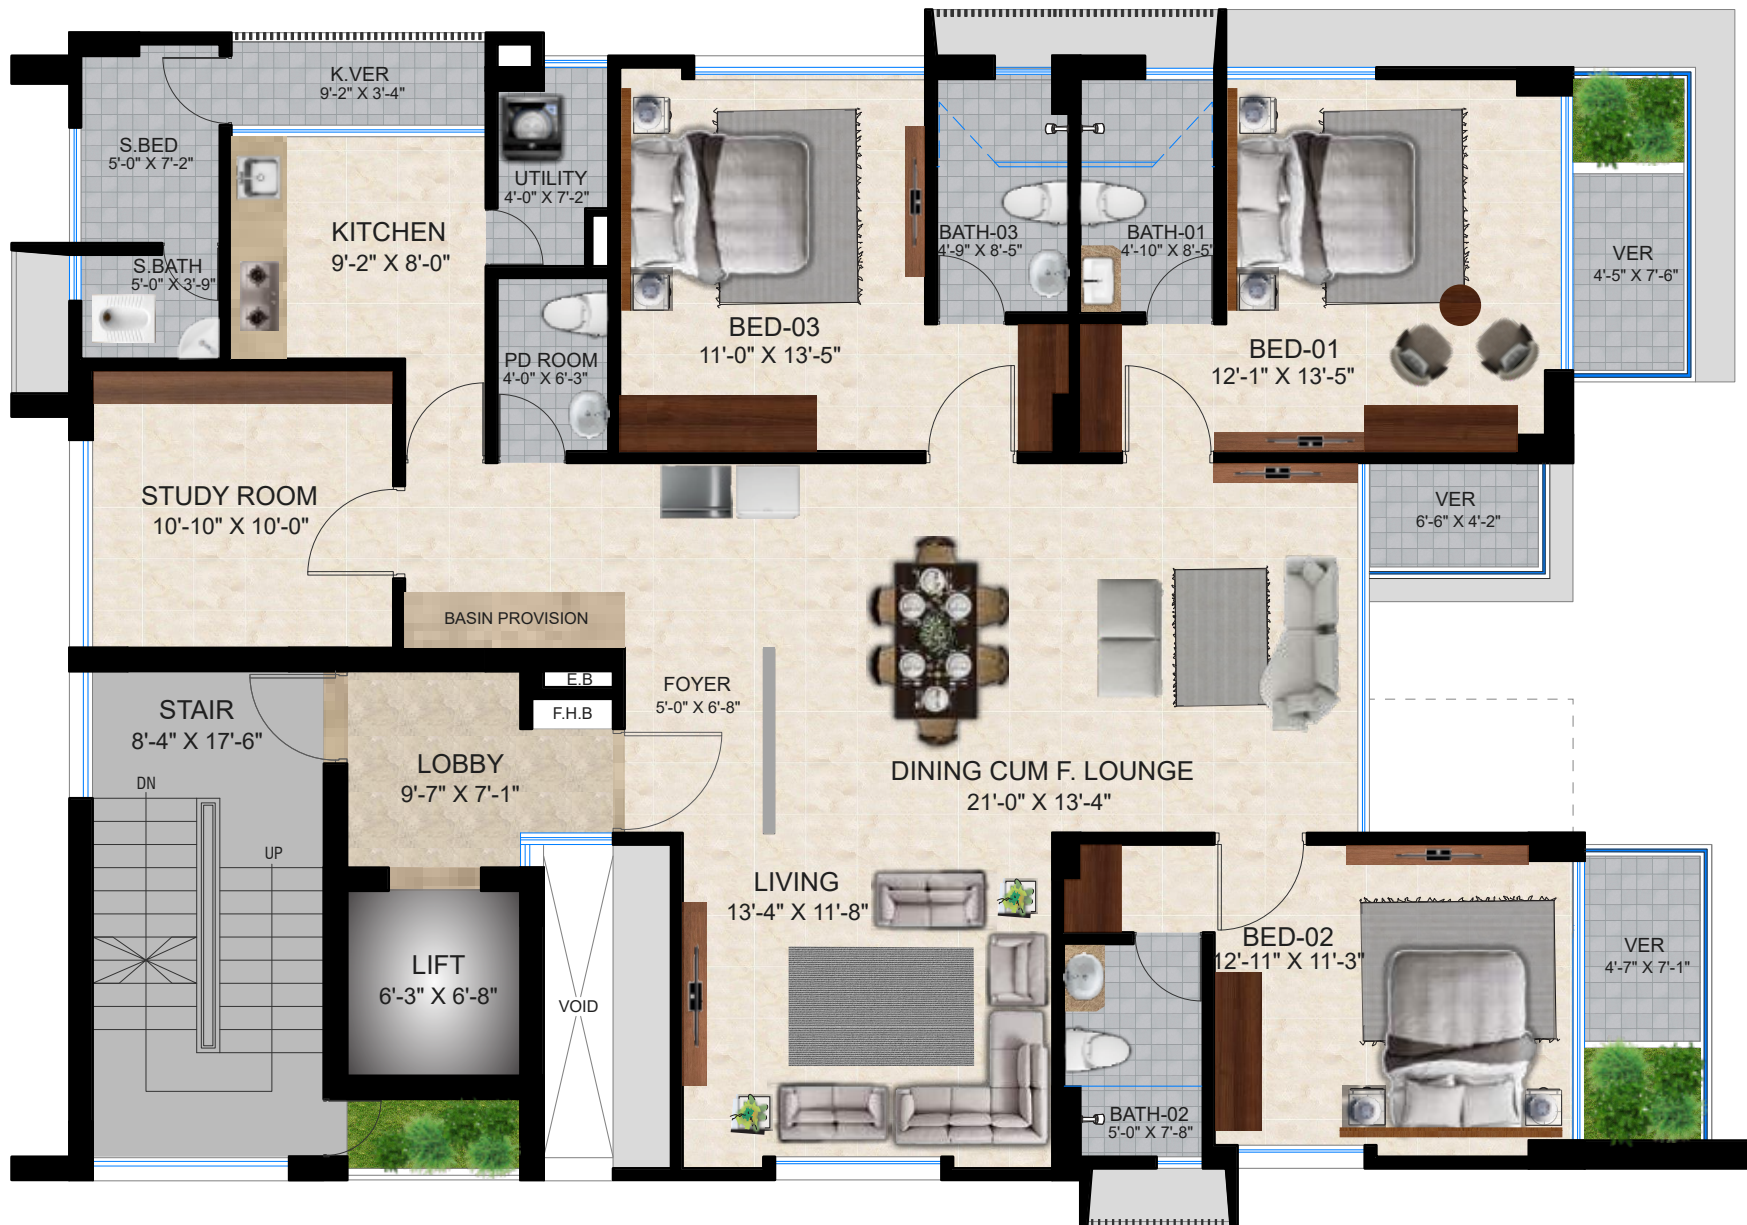 K.VER
9'-2" X 3'-4"
S.BED
5'-0" X 7'-2"
UTILITY
4'-0" X 7'-2"
KITCHEN
9'-2" X 8'-0"
BATH-03
4'-9" X 8'-5"
BATH-01
4'-10" X 8'-5"
VER
4'-5" X 7'-6"
S.BATH
5'-0" X 3'-9"
BED-03
11'-0" X 13'-5"
BED-01
12'-1" X 13'-5"
PD ROOM
4'-0" X 6'-3"
STUDY ROOM
10'-10" X 10'-0"
VER
6'-6" X 4'-2"
BASIN PROVISION
E.B
F.H.B
FOYER
5'-0" X 6'-8"
STAIR
8'-4" X 17'-6"
LOBBY
9'-7" X 7'-1"
DINING CUM F. LOUNGE
21'-0" X 13'-4"
DN
UP
LIVING
13'-4" X 11'-8"
BED-02
12'-11" X 11'-3"
VER
4'-7" X 7'-1"
LIFT
6'-3" X 6'-8"
VOID
BATH-02
5'-0" X 7'-8"